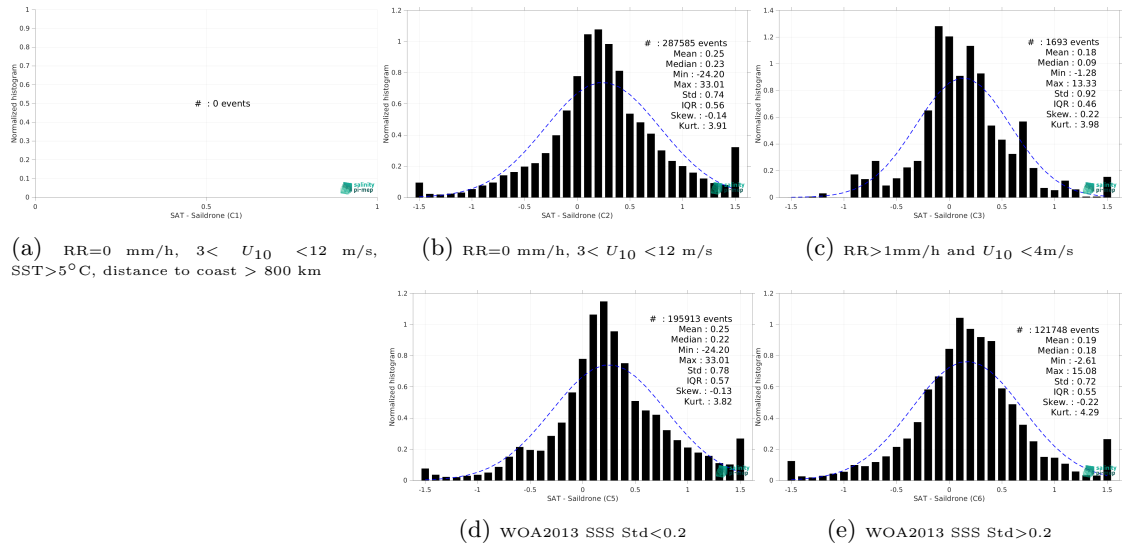 Normalized histogram
1
0.9
0.8
0.7
0.6
0.5
0.4
0.3
0.2
0.1
0
# : 0 events
salinity
pi-mep
0 0.5 1
SAT - Saildrone (C1)
(a) RR=0 mm/h, 3< U10 <12 m/s,
SST>5°C, distance to coast > 800 km
Normalized histogram
1.2
1
0.8
0.6
0.4
0.2
0
# : 287585 events
Mean : 0.25
Median : 0.23
Min : -24.20
Max : 33.01
Std : 0.74
IQR : 0.56
Skew. : -0.14
Kurt. : 3.91
salinity
pi-mep
-1.5 -1 -0.5 0 0.5 1 1.5
SAT - Saildrone (C2)
(b) RR=0 mm/h, 3< U10 <12 m/s
Normalized histogram
1.4
1.2
1
0.8
0.6
0.4
0.2
0
# : 1693 events
Mean : 0.18
Median : 0.09
Min : -1.28
Max : 13.33
Std : 0.92
IQR : 0.46
Skew. : 0.22
Kurt. : 3.98
salinity
pi-mep
-1.5 -1 -0.5 0 0.5 1 1.5
SAT - Saildrone (C3)
(c) RR>1mm/h and U10 <4m/s
Normalized histogram
1.2
1
0.8
0.6
0.4
0.2
0
# : 195913 events
Mean : 0.25
Median : 0.22
Min : -24.20
Max : 33.01
Std : 0.78
IQR : 0.57
Skew. : -0.13
Kurt. : 3.82
salinity
pi-mep
-1.5 -1 -0.5 0 0.5 1 1.5
SAT - Saildrone (C5)
(d) WOA2013 SSS Std<0.2
Normalized histogram
1.2
1
0.8
0.6
0.4
0.2
0
# : 121748 events
Mean : 0.19
Median : 0.18
Min : -2.61
Max : 15.08
Std : 0.72
IQR : 0.55
Skew. : -0.22
Kurt. : 4.29
salinity
pi-mep
-1.5 -1 -0.5 0 0.5 1 1.5
SAT - Saildrone (C6)
(e) WOA2013 SSS Std>0.2